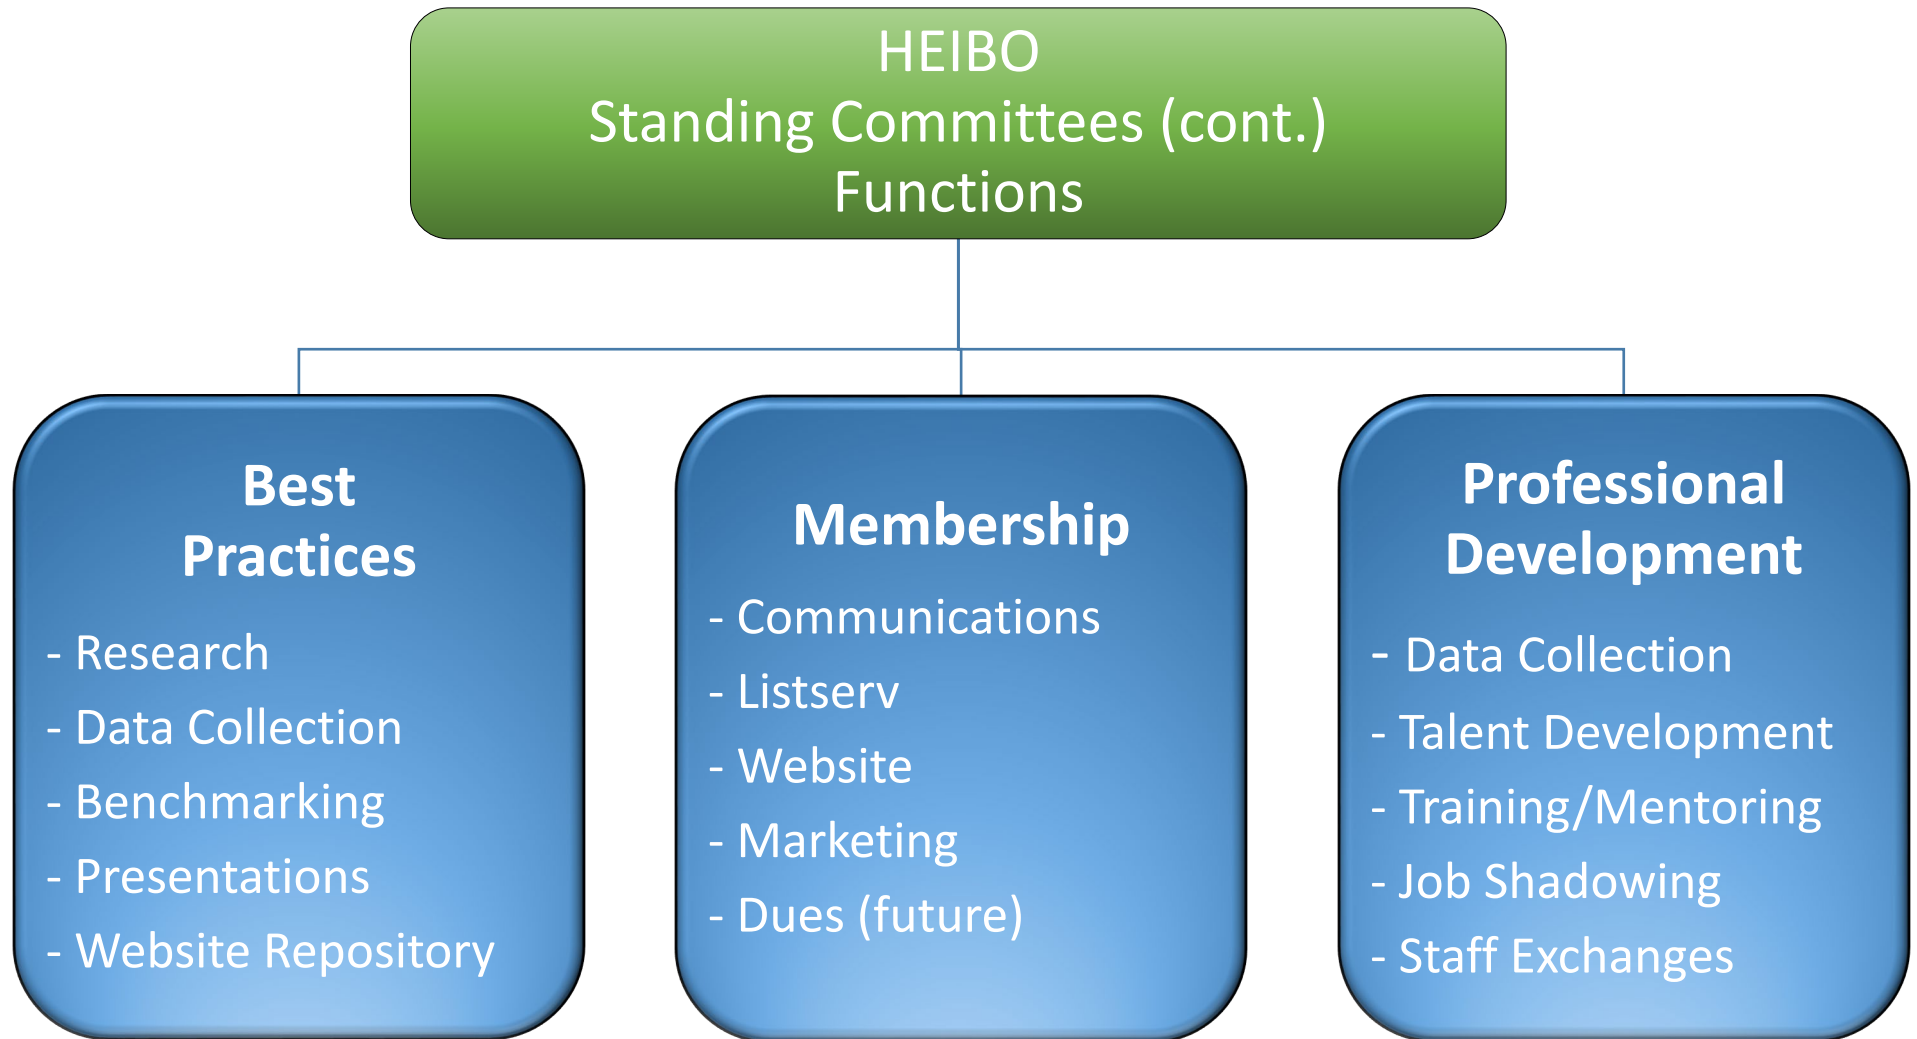 HEIBO
Standing Committees (cont.)
Functions
Best
Practices
- Research
- Data Collection
- Benchmarking
- Presentations
- Website Repository
Membership
- Communications
- Listserv
- Website
- Marketing
- Dues (future)
Professional
Development
- Data Collection
- Talent Development
- Training/Mentoring
- Job Shadowing
- Staff Exchanges